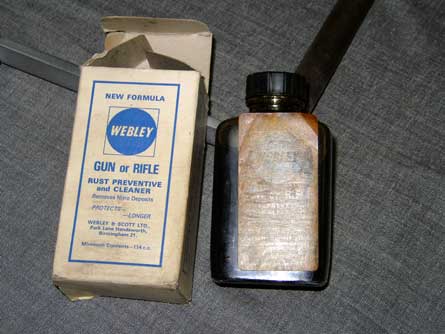 NEW FORMULA
WEBLEY
GUN or RIFLE
RUST PREVENTIVE
and CLEANER
Removes Nitro Deposits
PROTECTS—
—LONGER
WEBLEY & SCOTT LTD.,
Park Lane Handsworth,
Birmingham 21.
Minimum Contents—114 c.c.
WEBLEY